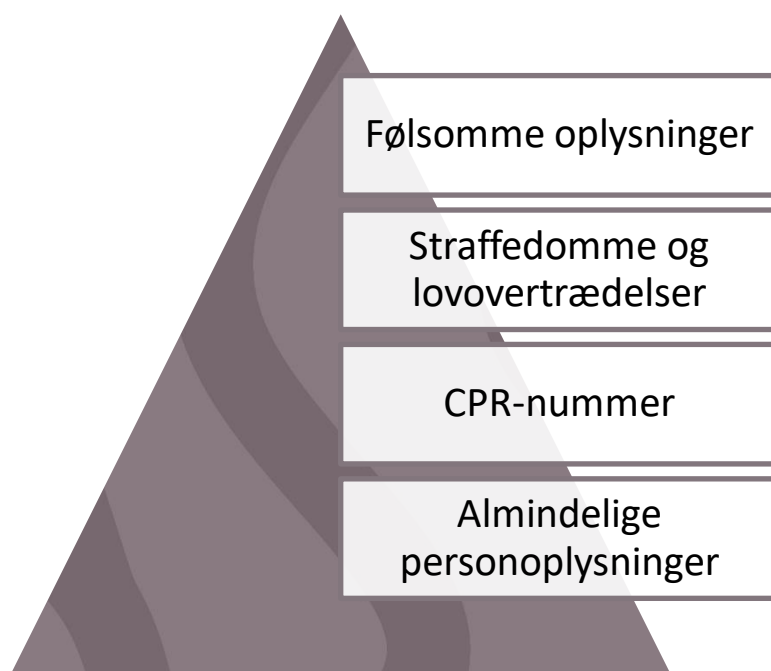 Følsomme oplysninger
Straffedomme og
lovovertrædelser
CPR-nummer
Almindelige
personoplysninger